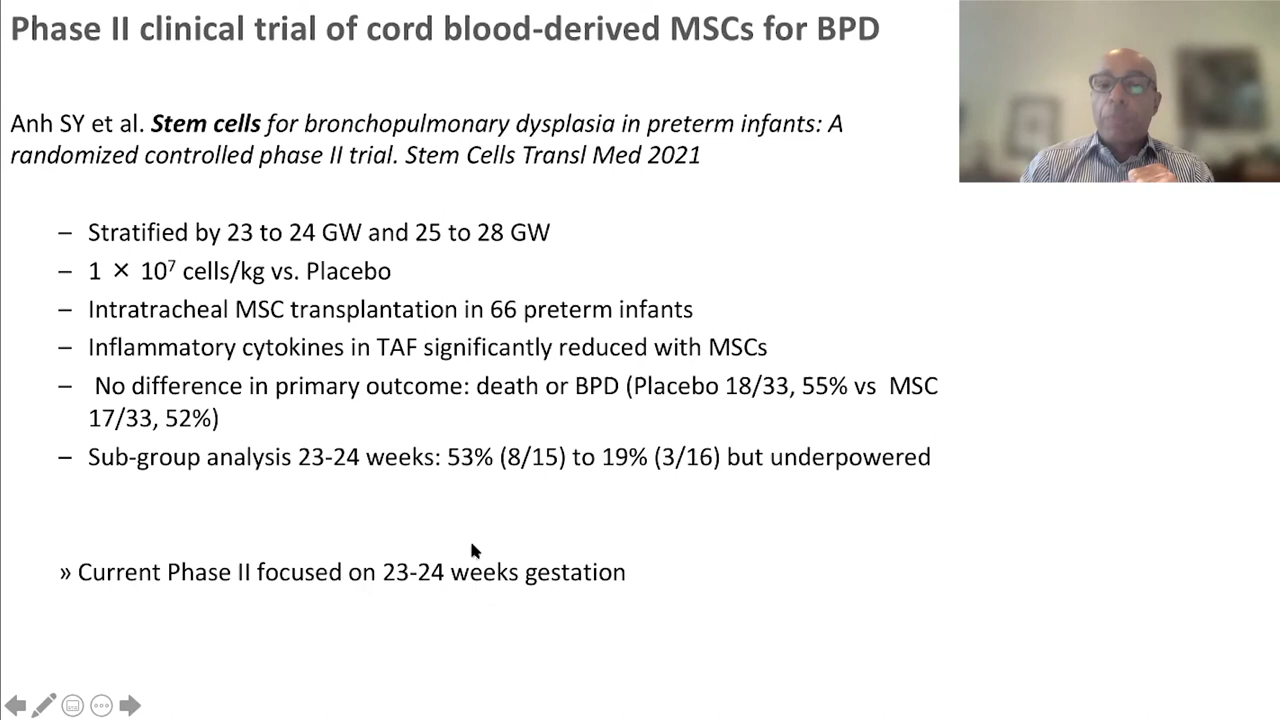 Phase II clinical trial of cord blood-derived MSCs for BPD
Anh SY et al. Stem cells for bronchopulmonary dysplasia in preterm infants: A
randomized controlled phase II trial. Stem Cells Transl Med 2021
– Stratified by 23 to 24 GW and 25 to 28 GW
– 1 × 10⁷ cells/kg vs. Placebo
– Intratracheal MSC transplantation in 66 preterm infants
– Inflammatory cytokines in TAF significantly reduced with MSCs
– No difference in primary outcome: death or BPD (Placebo 18/33, 55% vs MSC
17/33, 52%)
– Sub-group analysis 23-24 weeks: 53% (8/15) to 19% (3/16) but underpowered
» Current Phase II focused on 23-24 weeks gestation